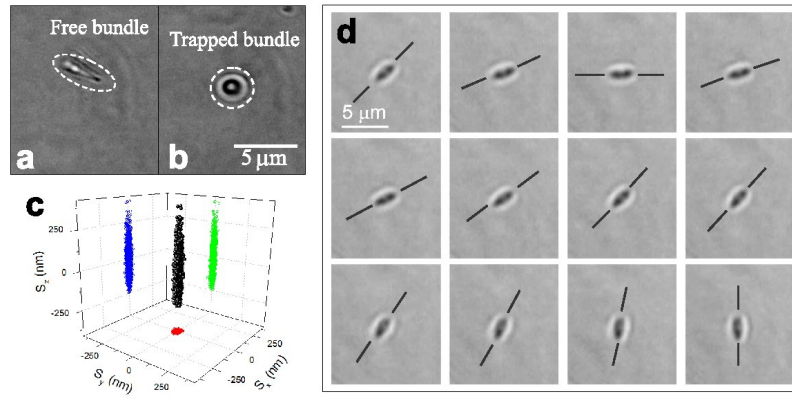 Free bundle
Trapped bundle
a
b
5 μm
c
250
0
-250
S_z (nm)
-250
0
250
S_y (nm)
250
0
-250
S_x (nm)
d
5 μm